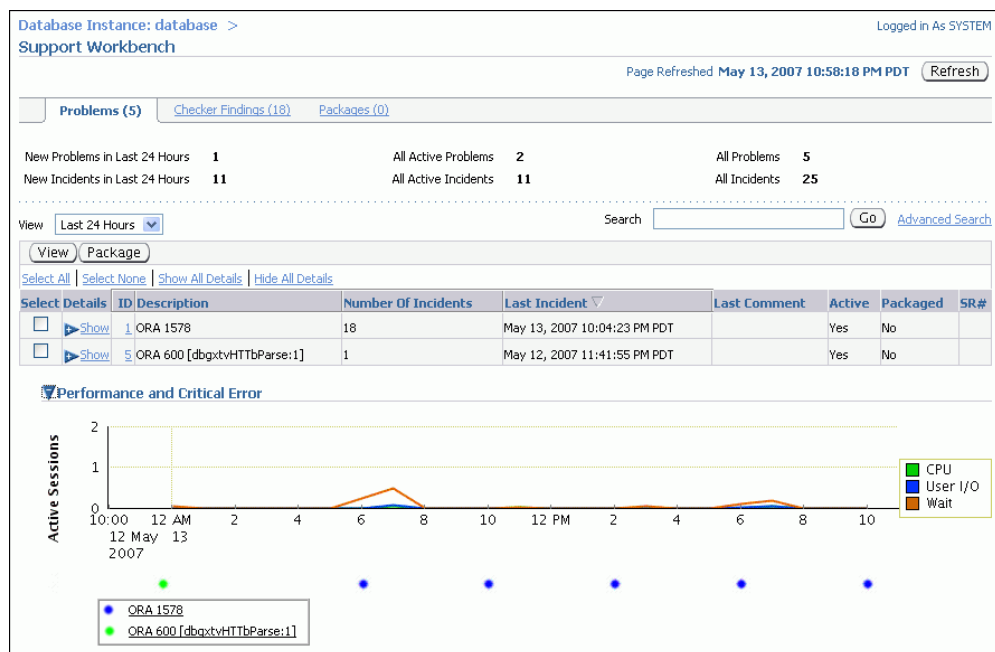 Database Instance: database >
Logged in As SYSTEM
Support Workbench
Page Refreshed May 13, 2007 10:58:18 PM PDT Refresh
Problems (5) Checker Findings (18) Packages (0)
New Problems in Last 24 Hours 1 All Active Problems 2 All Problems 5
New Incidents in Last 24 Hours 11 All Active Incidents 11 All Incidents 25
View Last 24 Hours Search Go Advanced Search
View Package
Select All | Select None | Show All Details | Hide All Details
Select Details ID Description Number Of Incidents Last Incident Last Comment Active Packaged SR#
Show 1 ORA 1578 18 May 13, 2007 10:04:23 PM PDT Yes No
Show 5 ORA 600 [dbgxtvHTTbParse:1] 1 May 12, 2007 11:41:55 PM PDT Yes No
Performance and Critical Error
Active Sessions
2
1
0
10:00 12 AM 2 4 6 8 10 12 PM 2 4 6 8 10
12 May 13
2007
CPU
User I/O
Wait
ORA 1578
ORA 600 [dbgxtvHTTbParse:1]